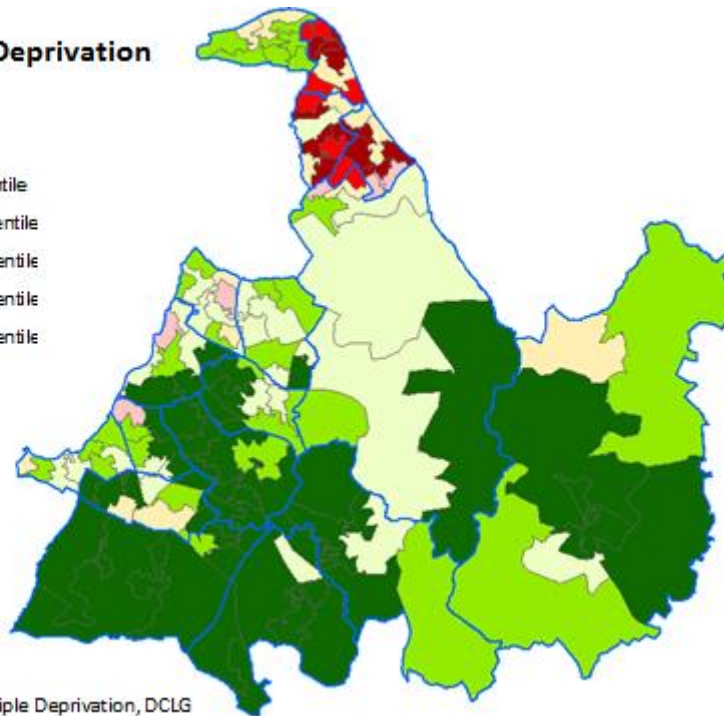 Deprivation
tile
entile
entile
entile
entile
iple Deprivation, DCLG